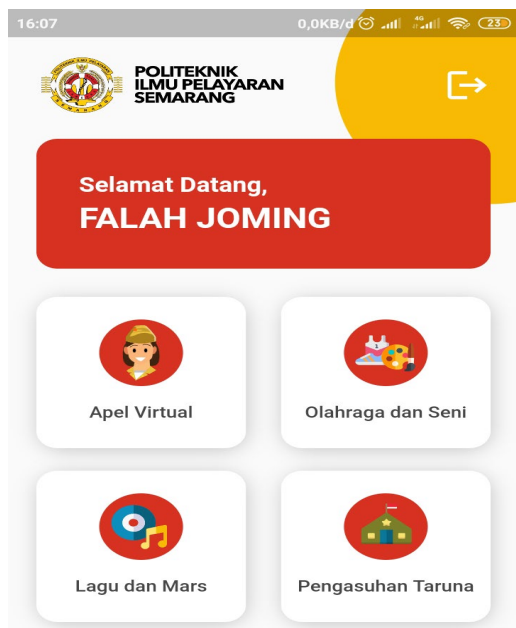 16:07 0,0KB/d 4G 23
POLITEKNIK
ILMU PELAYARAN
SEMARANG
Selamat Datang,
FALAH JOMING
Apel Virtual
Olahraga dan Seni
Lagu dan Mars
Pengasuhan Taruna